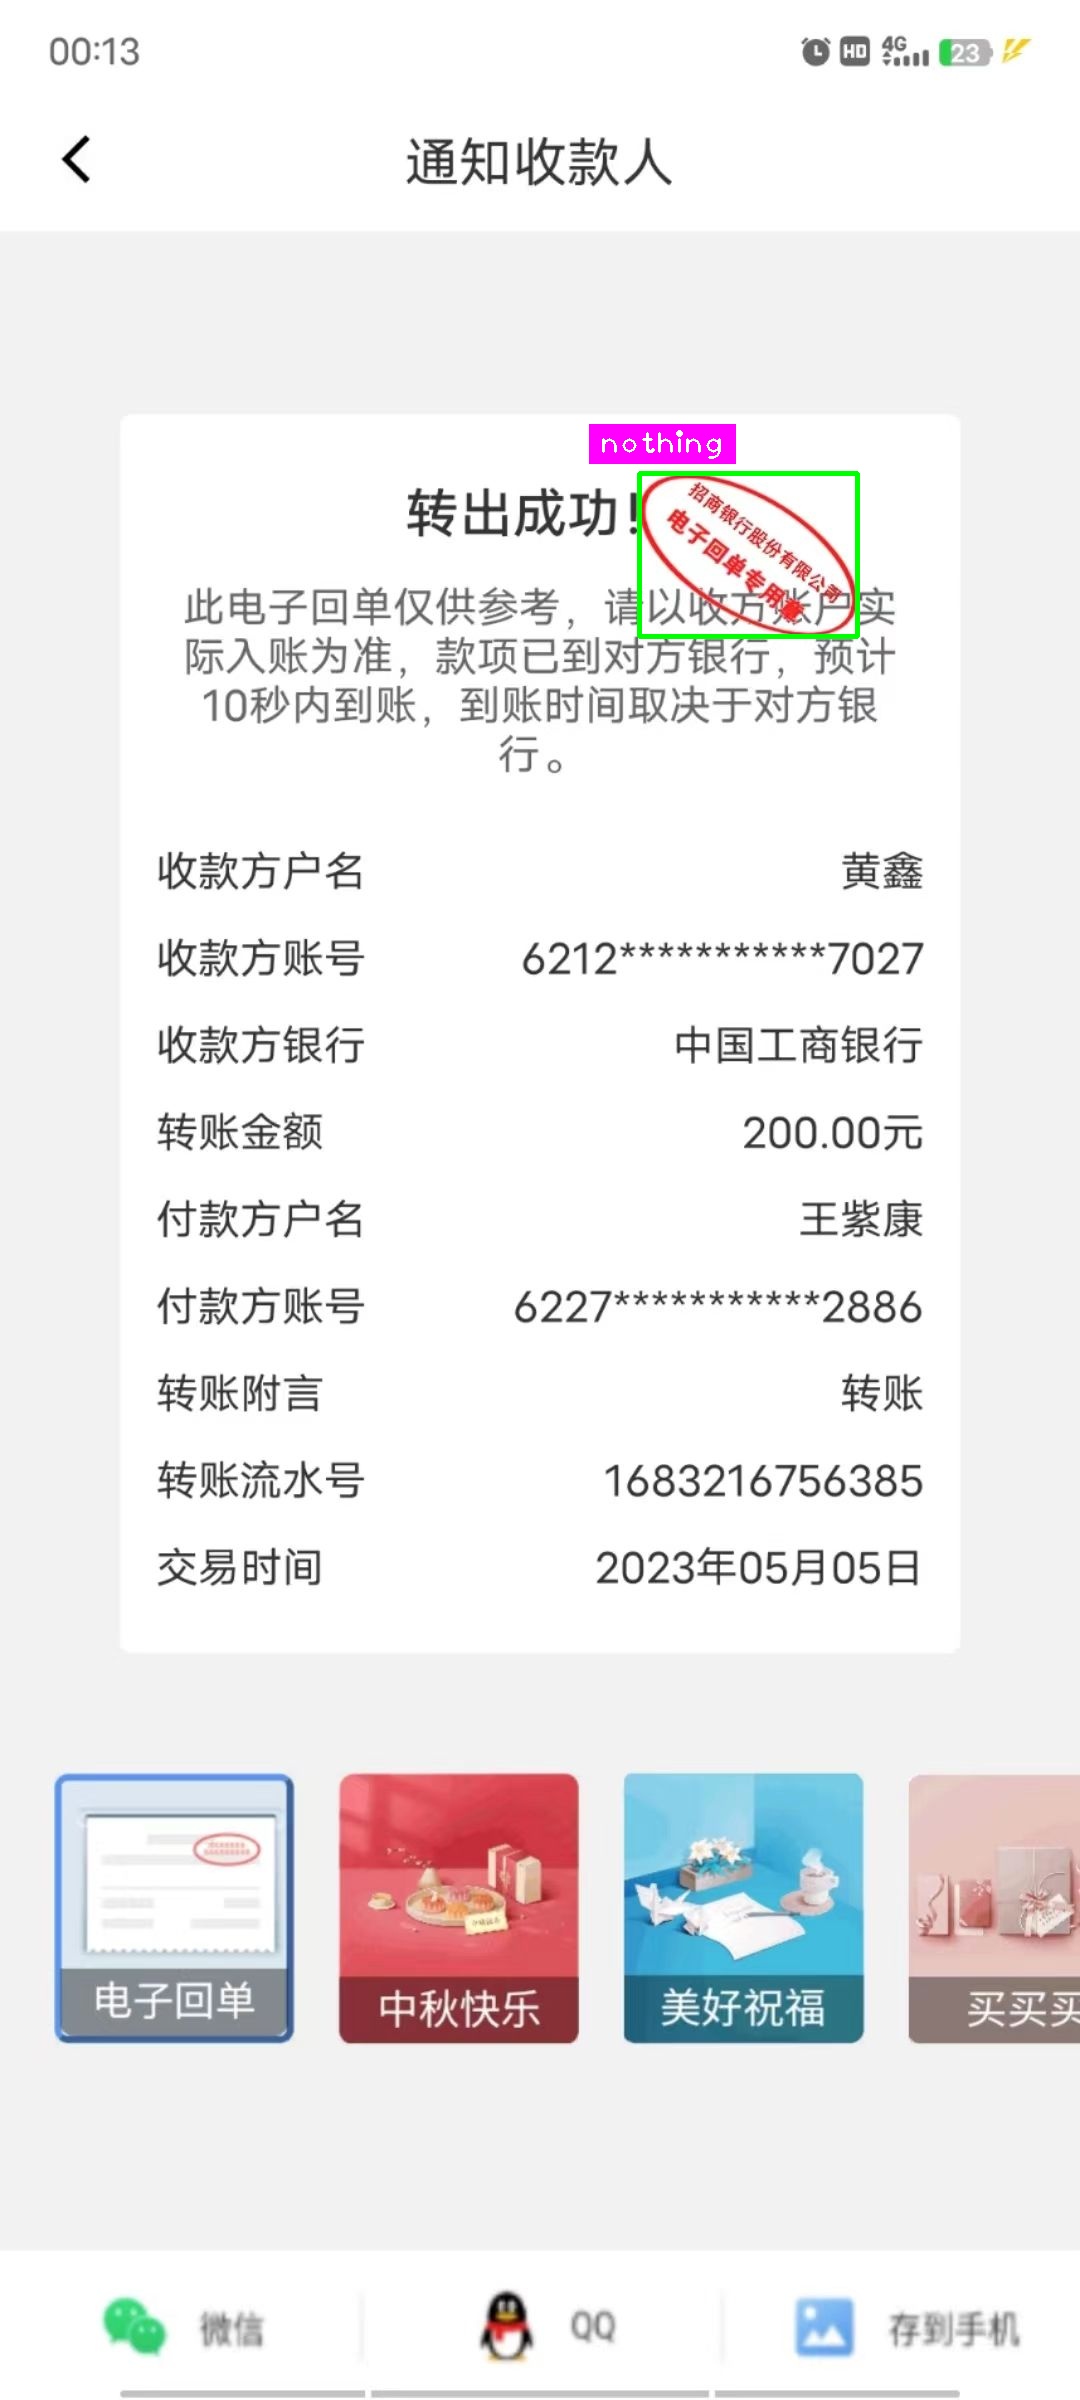 00:13
HD 4G 23
通知收款人
nothing
转出成功!
招商银行股份有限公司
电子回单专用章
此电子回单仅供参考，请以收方账户实
际入账为准，款项已到对方银行，预计
10秒内到账，到账时间取决于对方银
行。
收款方户名 黄鑫
收款方账号 6212***********7027
收款方银行 中国工商银行
转账金额 200.00元
付款方户名 王紫康
付款方账号 6227***********2886
转账附言 转账
转账流水号 1683216756385
交易时间 2023年05月05日
电子回单 中秋快乐 美好祝福 买买买
微信 QQ 存到手机